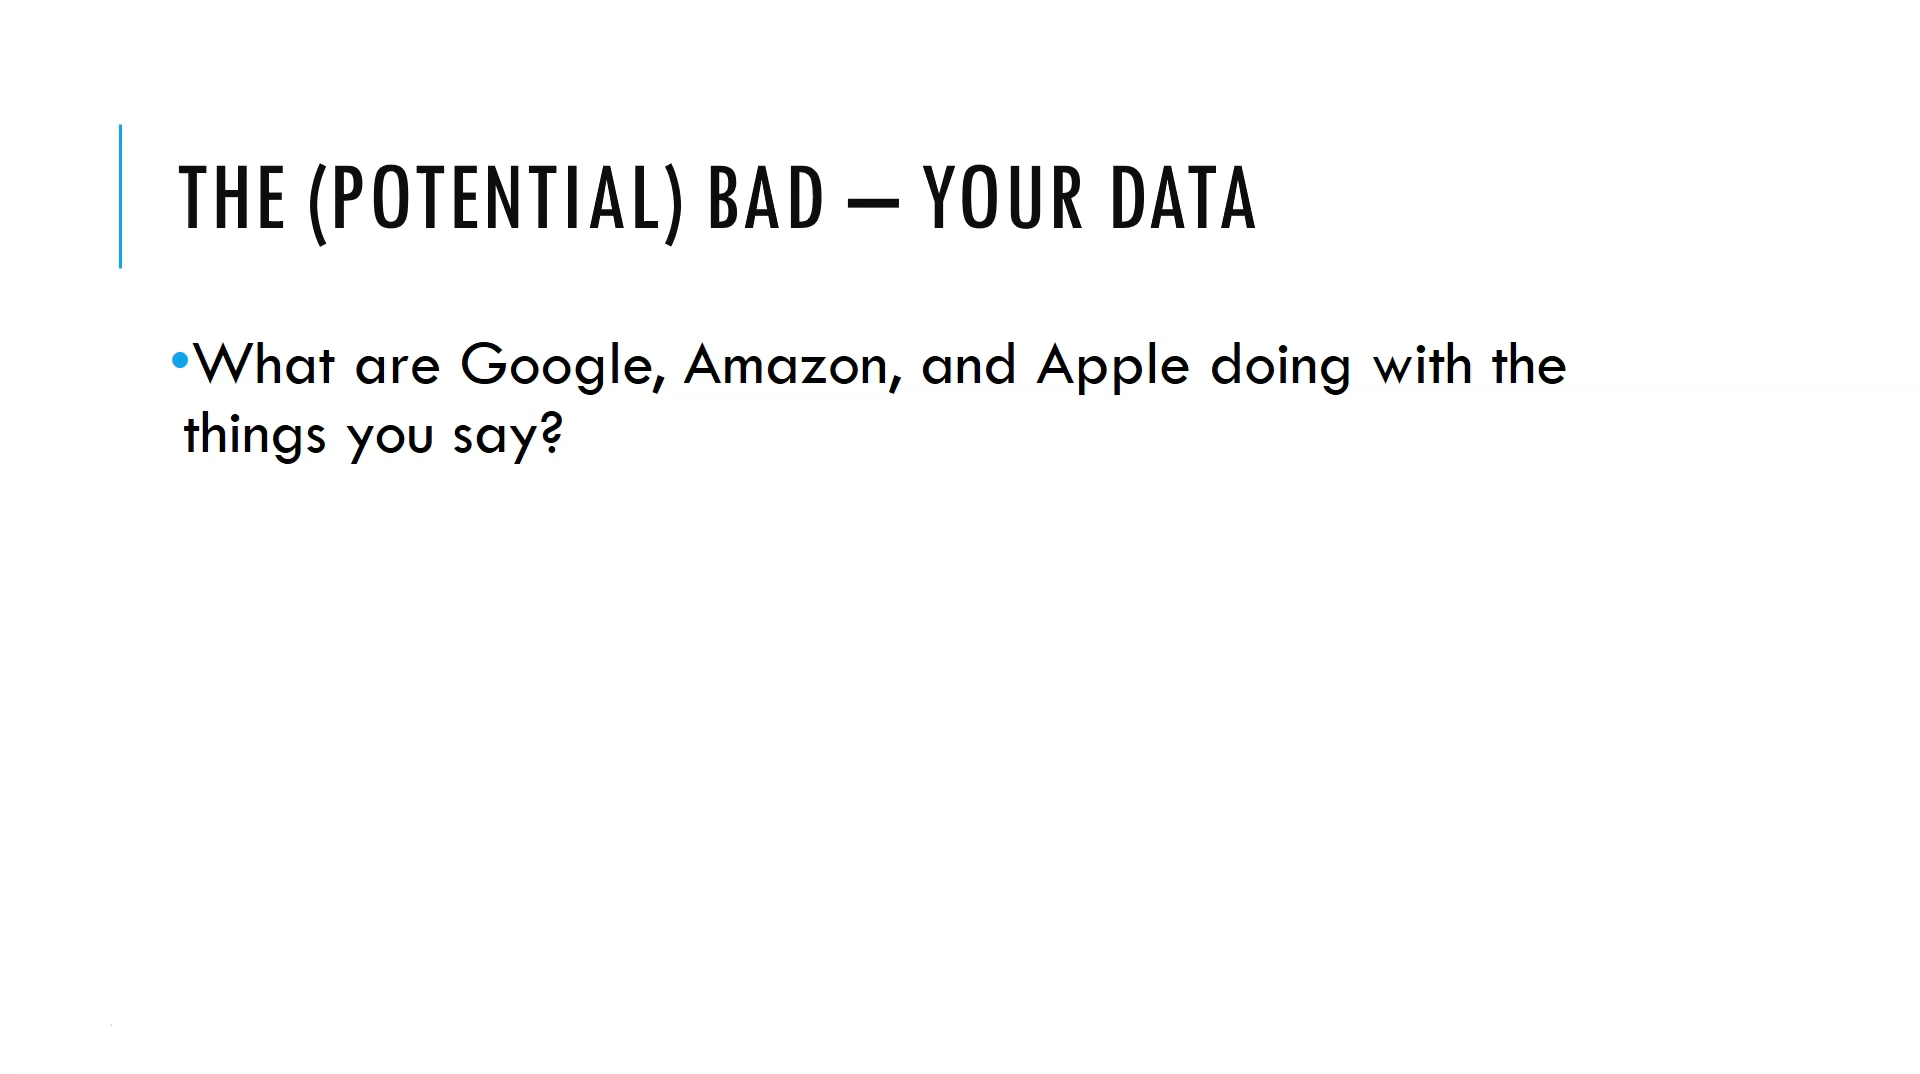 THE (POTENTIAL) BAD – YOUR DATA
•What are Google, Amazon, and Apple doing with the
things you say?